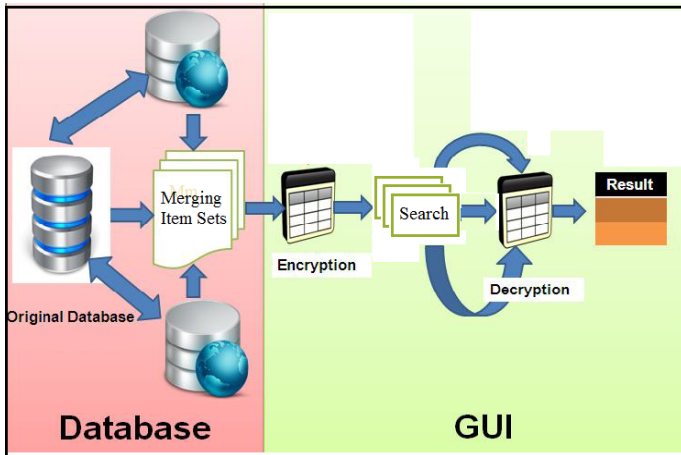 Merging
Item Sets
Search
Result
Encryption
Decryption
Original Database
Database
GUI